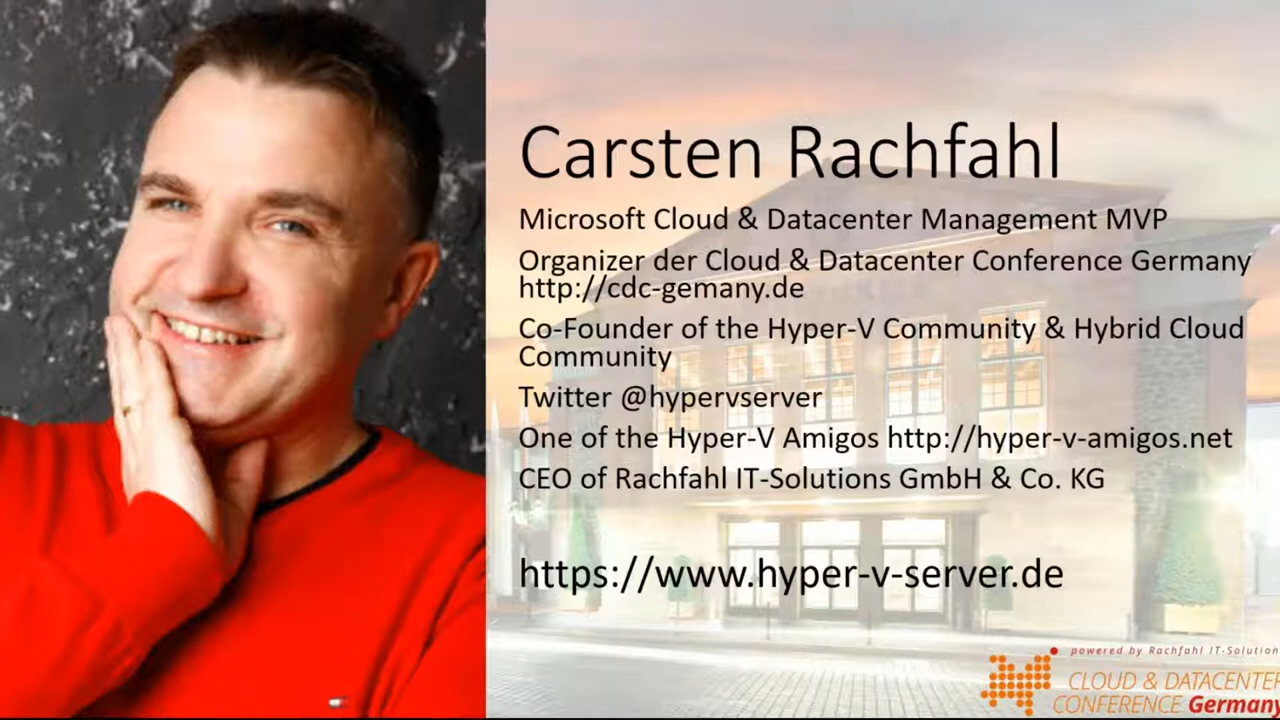 Carsten Rachfahl
Microsoft Cloud & Datacenter Management MVP
Organizer der Cloud & Datacenter Conference Germany
http://cdc-gemany.de
Co-Founder of the Hyper-V Community & Hybrid Cloud
Community
Twitter @hypervserver
One of the Hyper-V Amigos http://hyper-v-amigos.net
CEO of Rachfahl IT-Solutions GmbH & Co. KG
https://www.hyper-v-server.de
powered by Rachfahl IT-Solution
CLOUD & DATACENTER
CONFERENCE Germany